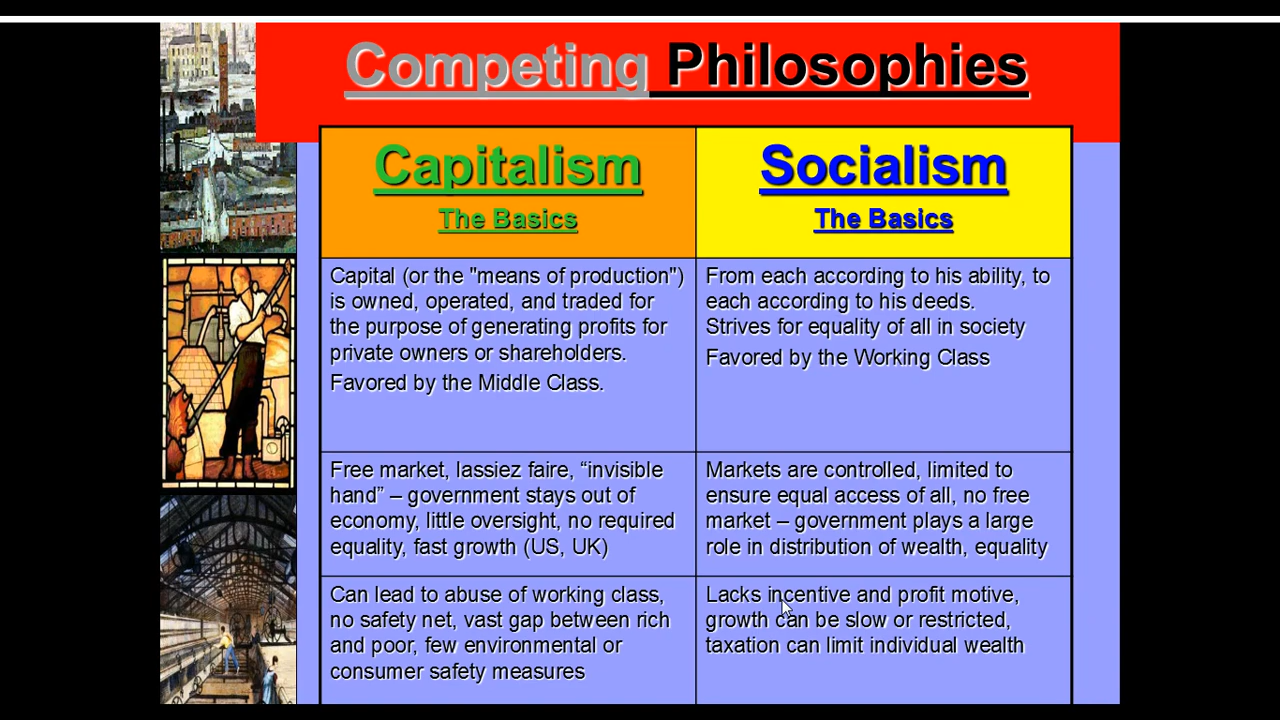 Competing Philosophies
Capitalism
The Basics
Capital (or the "means of production")
is owned, operated, and traded for
the purpose of generating profits for
private owners or shareholders.
Favored by the Middle Class.
Socialism
The Basics
From each according to his ability, to
each according to his deeds.
Strives for equality of all in society
Favored by the Working Class
Free market, lassiez faire, “invisible
hand” – government stays out of
economy, little oversight, no required
equality, fast growth (US, UK)
Markets are controlled, limited to
ensure equal access of all, no free
market – government plays a large
role in distribution of wealth, equality
Can lead to abuse of working class,
no safety net, vast gap between rich
and poor, few environmental or
consumer safety measures
Lacks incentive and profit motive,
growth can be slow or restricted,
taxation can limit individual wealth